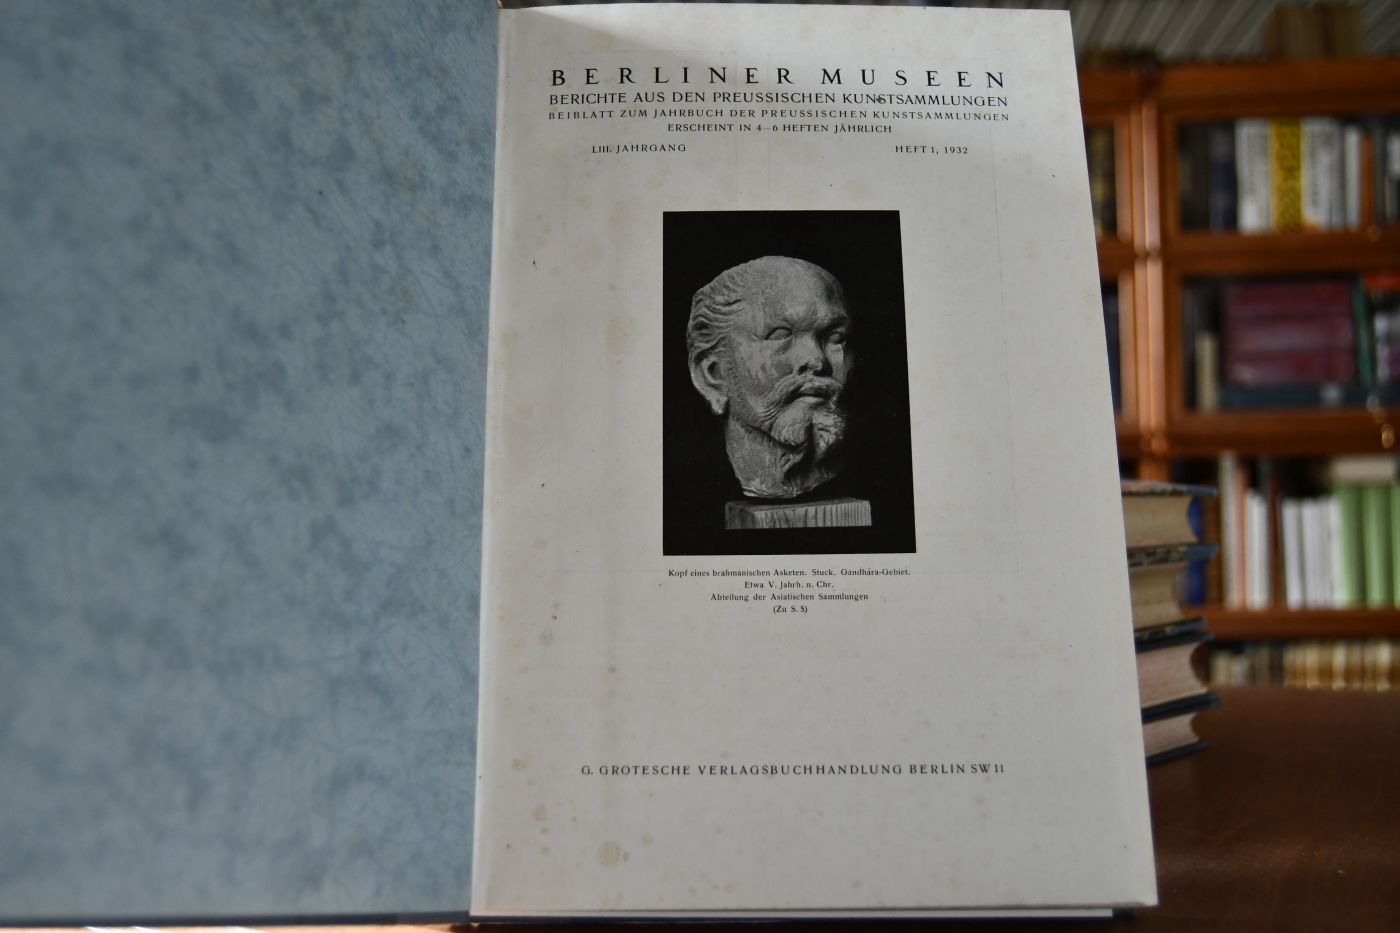 BERLINER MUSEEN
BERICHTE AUS DEN PREUSSISCHEN KUNSTSAMMLUNGEN
BEIBLATT ZUM JAHRBUCH DER PREUSSISCHEN KUNSTSAMMLUNGEN
ERSCHEINT IN 4—6 HEFTEN JÄHRLICH
LIII. JAHRGANG HEFT 1, 1932
Kopf eines brahmanischen Asketen. Stuck. Gandhâra-Gebiet.
Etwa V. Jahrh. n. Chr.
Abteilung der Asiatischen Sammlungen
(Zu S. 5)
G. GROTESCHE VERLAGSBUCHHANDLUNG BERLIN SW 11